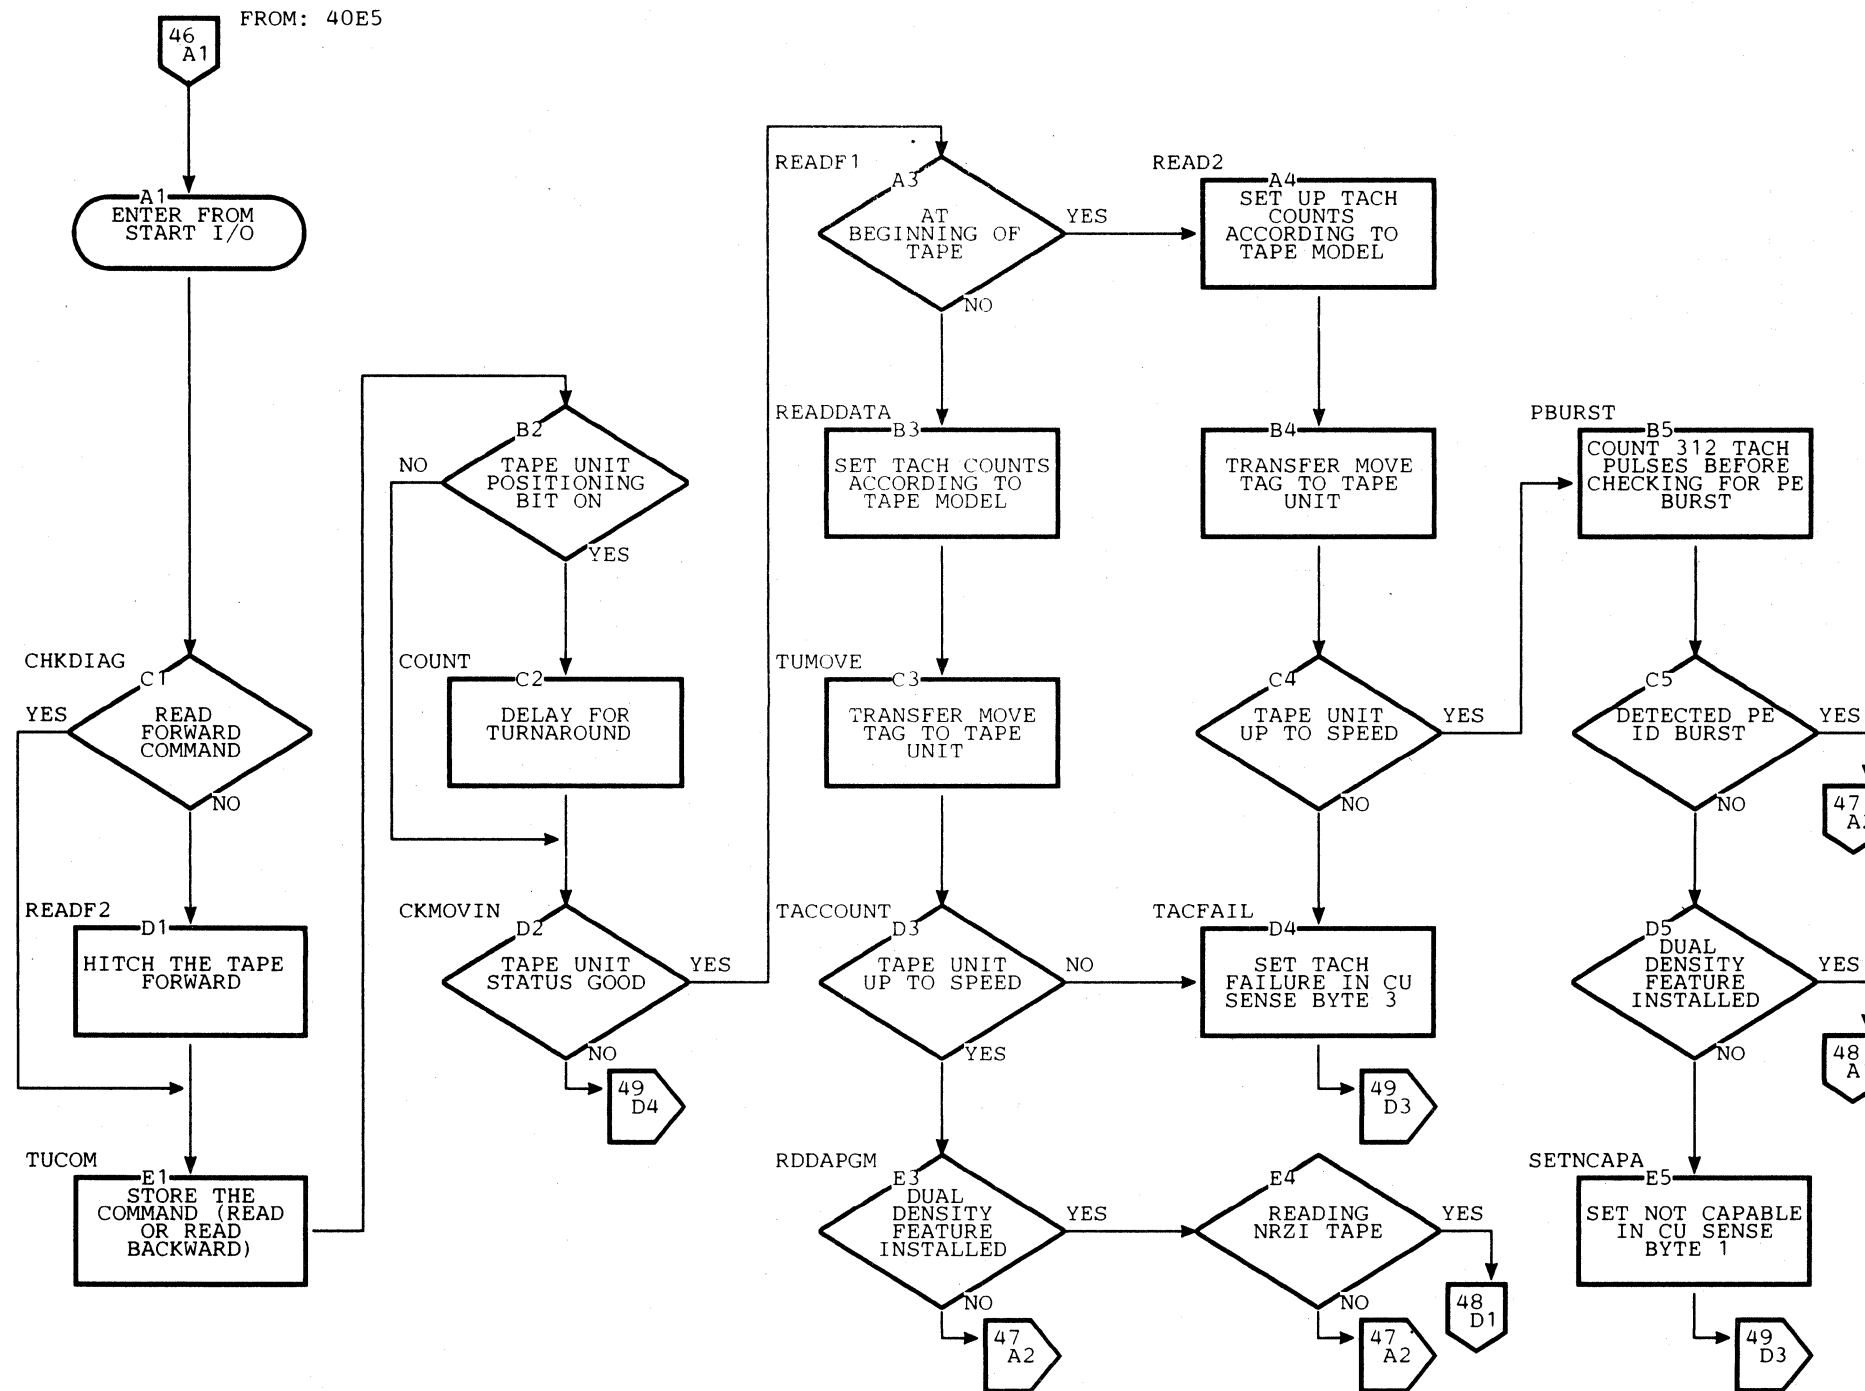 FROM: 40E5
46
A1
A1
ENTER FROM
START I/O
CHKDIAG
C1
YES
READ
FORWARD
COMMAND
NO
READF2
D1
HITCH THE TAPE
FORWARD
TUCOM
E1
STORE THE
COMMAND (READ
OR READ
BACKWARD)
B2
NO
TAPE UNIT
POSITIONING
BIT ON
YES
COUNT
C2
DELAY FOR
TURNAROUND
CKMOVIN
D2
TAPE UNIT
STATUS GOOD
YES
NO
49
D4
READF1
A3
AT
BEGINNING OF
TAPE
YES
NO
READDATA
B3
SET TACH COUNTS
ACCORDING TO
TAPE MODEL
TUMOVE
C3
TRANSFER MOVE
TAG TO TAPE
UNIT
TACCOUNT
D3
TAPE UNIT
UP TO SPEED
NO
YES
RDDAPGM
E3
DUAL
DENSITY
FEATURE
INSTALLED
YES
NO
47
A2
READ2
A4
SET UP TACH
COUNTS
ACCORDING TO
TAPE MODEL
B4
TRANSFER MOVE
TAG TO TAPE
UNIT
C4
TAPE UNIT
UP TO SPEED
YES
NO
TACFAIL
D4
SET TACH
FAILURE IN CU
SENSE BYTE 3
49
D3
E4
READING
NRZI TAPE
YES
NO
48
D1
47
A2
PBURST
B5
COUNT 312 TACH
PULSES BEFORE
CHECKING FOR PE
BURST
C5
DETECTED PE
ID BURST
YES
NO
47
D5
DUAL
DENSITY
FEATURE
INSTALLED
YES
NO
48
SETNCAPA
E5
SET NOT CAPABLE
IN CU SENSE
BYTE 1
49
D3